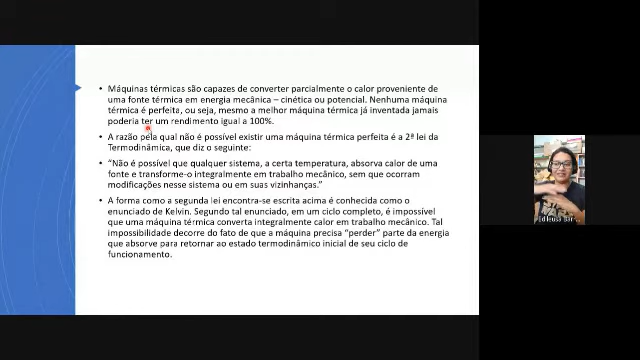 • Máquinas térmicas são capazes de converter parcialmente o calor proveniente de
uma fonte térmica em energia mecânica – cinética ou potencial. Nenhuma máquina
térmica é perfeita, ou seja, mesmo a melhor máquina térmica já inventada jamais
poderia ter um rendimento igual a 100%.
• A razão pela qual não é possível existir uma máquina térmica perfeita é a 2ª lei da
Termodinâmica, que diz o seguinte:
• “Não é possível que qualquer sistema, a certa temperatura, absorva calor de uma
fonte e transforme-o integralmente em trabalho mecânico, sem que ocorram
modificações nesse sistema ou em suas vizinhanças.”
• A forma como a segunda lei encontra-se escrita acima é conhecida como o
enunciado de Kelvin. Segundo tal enunciado, em um ciclo completo, é impossível
que uma máquina térmica converta integralmente calor em trabalho mecânico. Tal
impossibilidade decorre do fato de que a máquina precisa “perder” parte da energia
que absorve para retornar ao estado termodinâmico inicial de seu ciclo de
funcionamento.